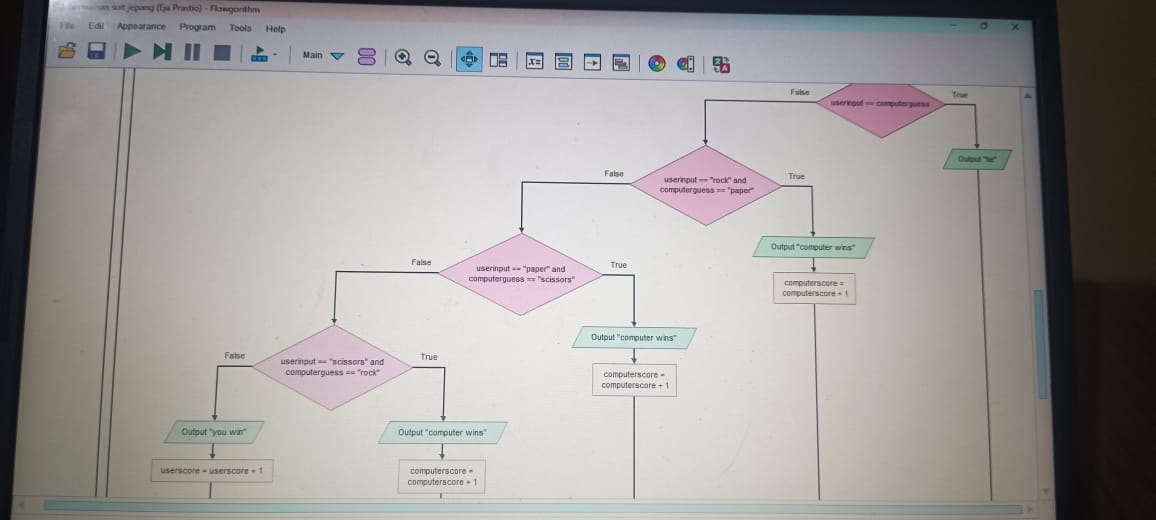 suit jepang (Eja Prastio) - Flowgorithm
File Edit Appearance Program Tools Help
Main
False
True
userinput == computerguess
Output "tie"
False
True
userinput == "rock" and
computerguess == "paper"
Output "computer wins"
computerscore =
computerscore + 1
False
True
userinput == "paper" and
computerguess == "scissors"
Output "computer wins"
computerscore =
computerscore + 1
False
True
userinput == "scissors" and
computerguess == "rock"
Output "you win"
Output "computer wins"
userscore = userscore + 1
computerscore =
computerscore + 1